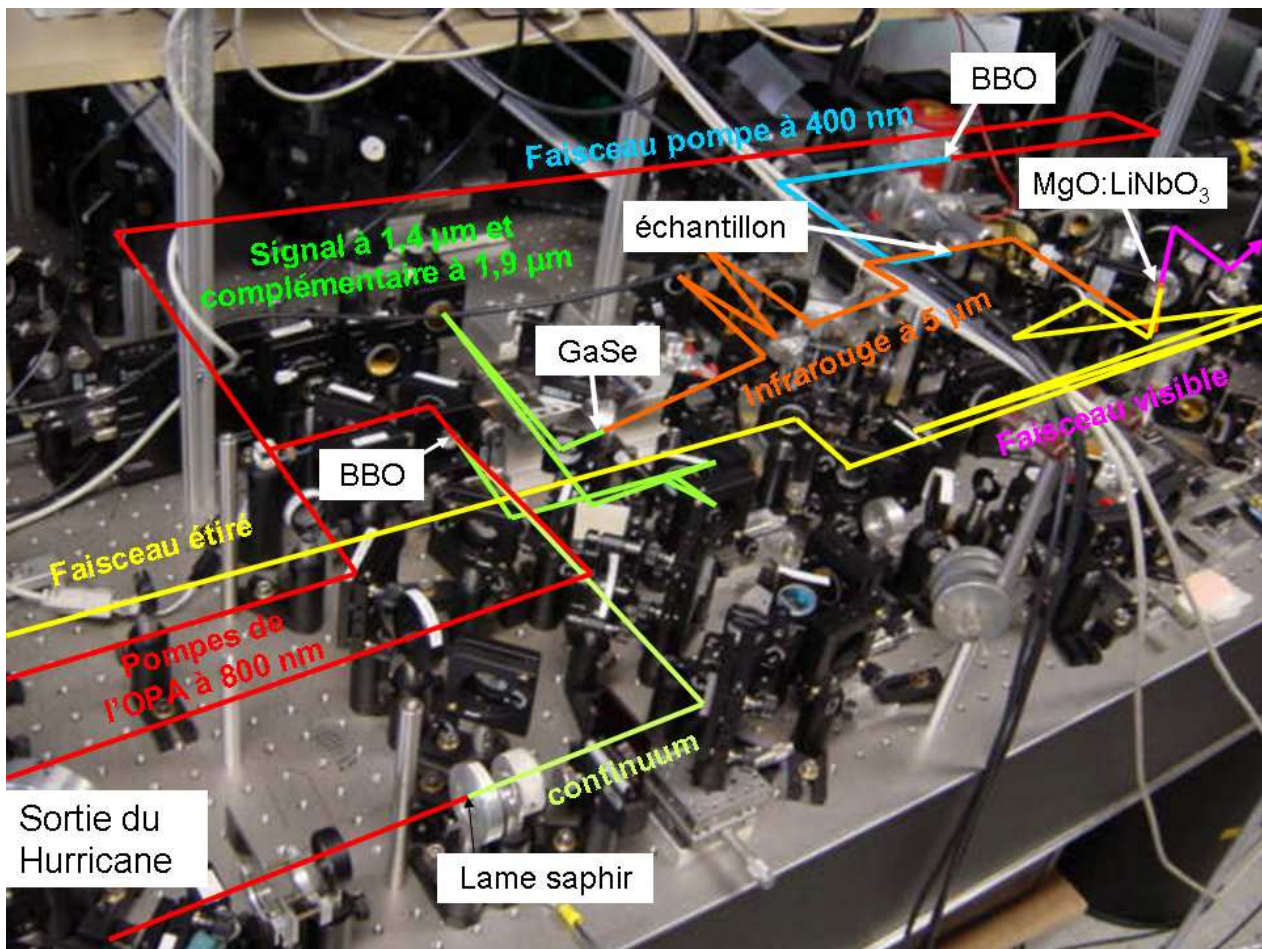 BBO
Faisceau pompe à 400 nm
MgO:LiNbO3
échantillon
Signal à 1,4 µm et
complémentaire à 1,9 µm
GaSe
Infrarouge à 5 µm
Faisceau visible
BBO
Faisceau étiré
Pompes de
l'OPA à 800 nm
continuum
Sortie du
Hurricane
Lame saphir